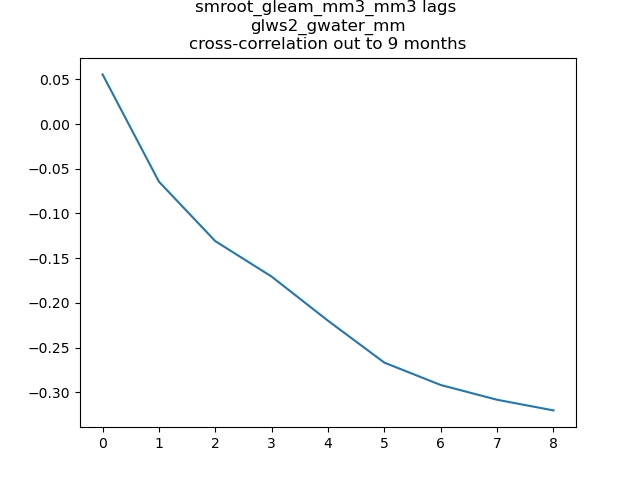 smroot_gleam_mm3_mm3 lags
glws2_gwater_mm
cross-correlation out to 9 months
0.05
0.00
−0.05
−0.10
−0.15
−0.20
−0.25
−0.30
0 1 2 3 4 5 6 7 8